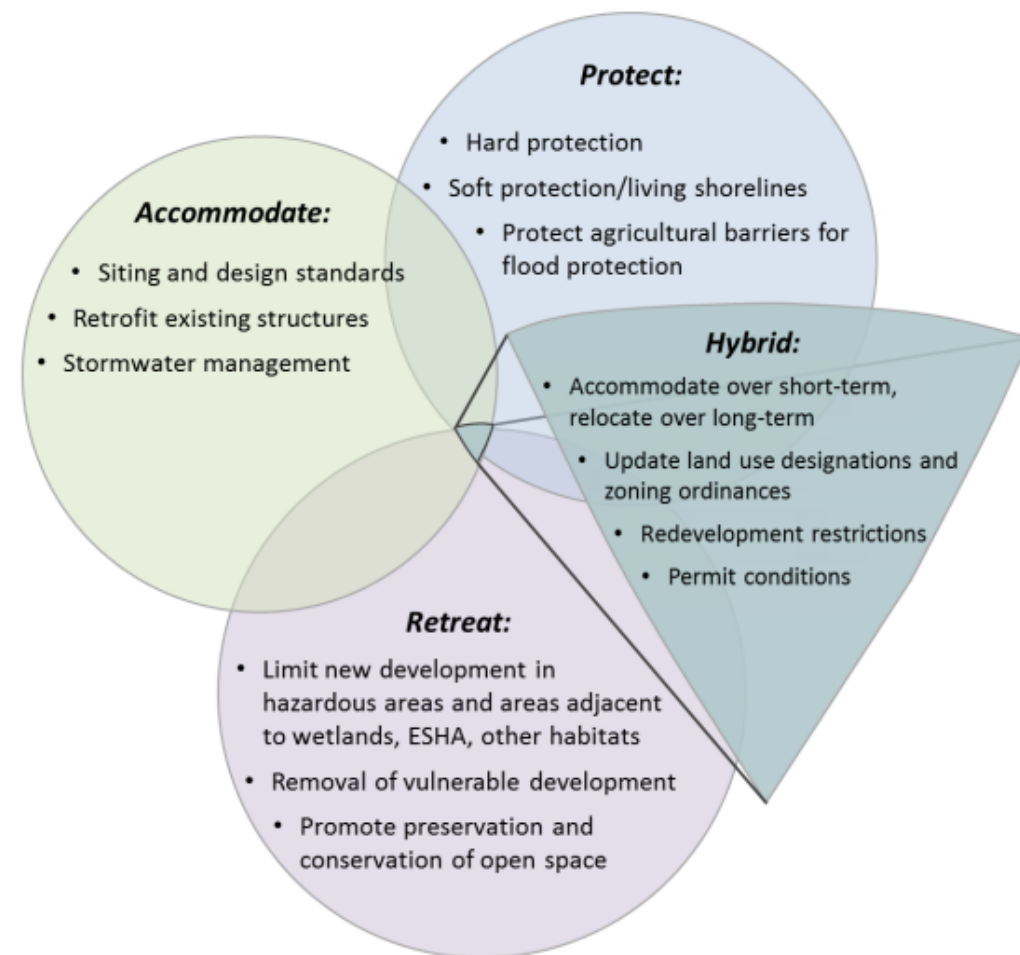 Protect:
• Hard protection
• Soft protection/living shorelines
• Protect agricultural barriers for
flood protection
Accommodate:
• Siting and design standards
• Retrofit existing structures
• Stormwater management
Hybrid:
• Accommodate over short-term,
relocate over long-term
• Update land use designations and
zoning ordinances
• Redevelopment restrictions
• Permit conditions
Retreat:
• Limit new development in
hazardous areas and areas adjacent
to wetlands, ESHA, other habitats
• Removal of vulnerable development
• Promote preservation and
conservation of open space